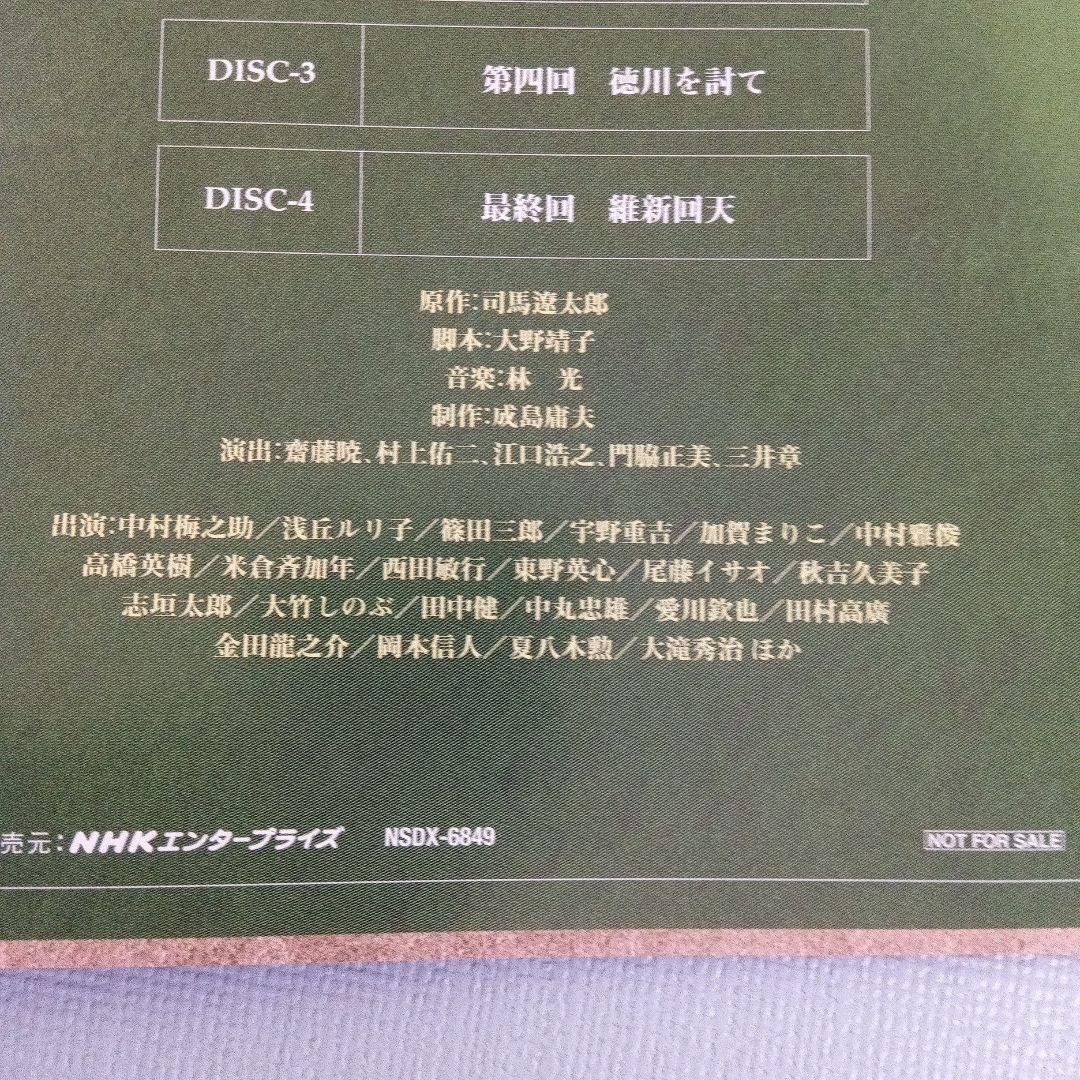 DISC-3 第四回 徳川を討て
DISC-4 最終回 維新回天
原作：司馬遼太郎
脚本：大野靖子
音楽：林 光
制作：成島庸夫
演出：齋藤暁、村上佑二、江口浩之、門脇正美、三井章
出演：中村梅之助／浅丘ルリ子／篠田三郎／宇野重吉／加賀まりこ／中村雅俊
高橋英樹／米倉斉加年／西田敏行／東野英心／尾藤イサオ／秋吉久美子
志垣太郎／大竹しのぶ／田中健／中丸忠雄／愛川欽也／田村高廣
金田龍之介／岡本信人／夏八木勲／大滝秀治 ほか
売元：NHKエンタープライズ NSDX-6849 NOT FOR SALE